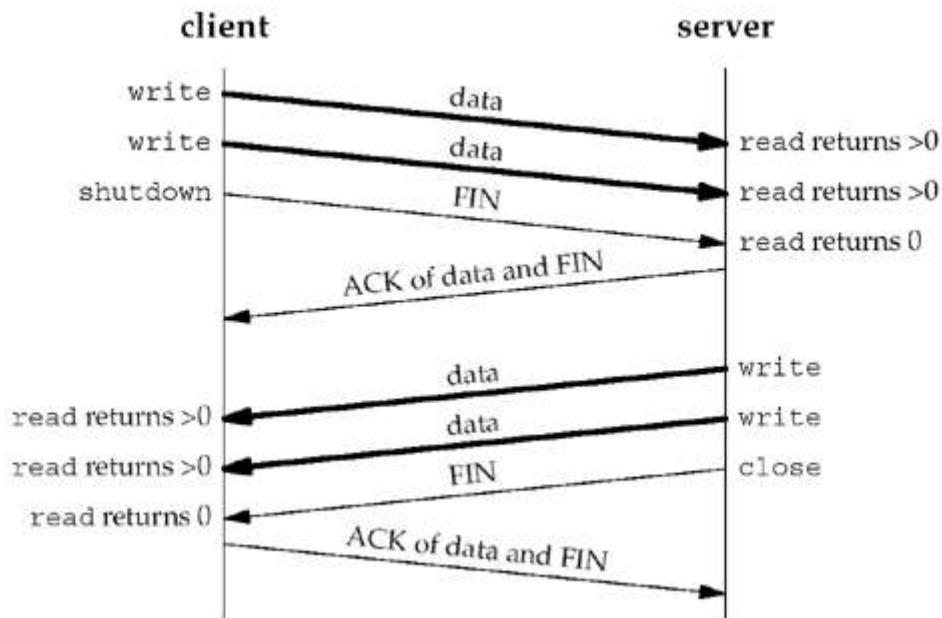 client server
write data
read returns >0
write data
read returns >0
shutdown FIN
read returns 0
ACK of data and FIN
data write
read returns >0
data write
read returns >0
FIN close
read returns 0
ACK of data and FIN